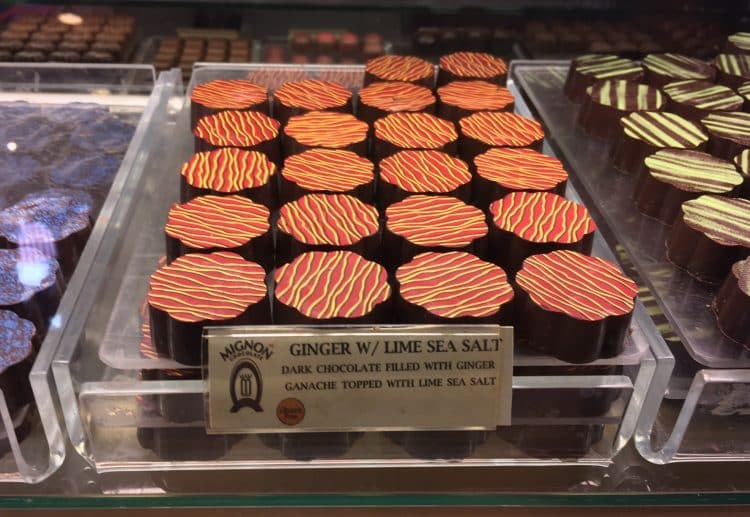 MIGNON
CHOCOLATE
GINGER W/ LIME SEA SALT
DARK CHOCOLATE FILLED WITH GINGER
GANACHE TOPPED WITH LIME SEA SALT